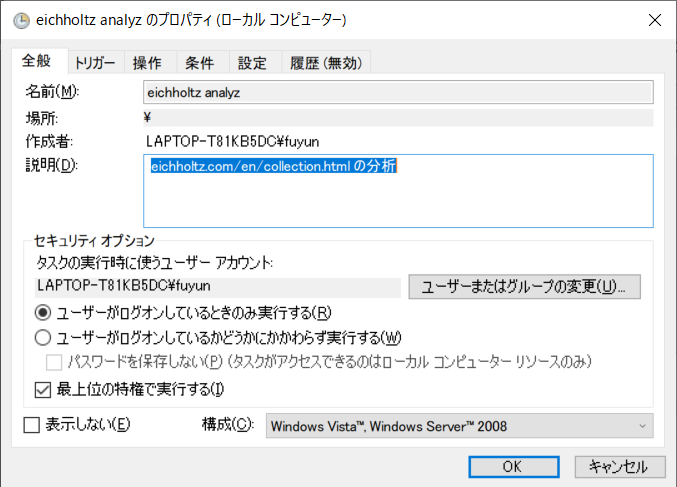 eichholtz analyz のプロパティ (ローカル コンピューター)
全般 トリガー 操作 条件 設定 履歴 (無効)
名前(M): eichholtz analyz
場所: ¥
作成者: LAPTOP-T81KB5DC¥fuyun
説明(D): eichholtz.com/en/collection.html の分析
セキュリティ オプション
タスクの実行時に使うユーザー アカウント:
LAPTOP-T81KB5DC¥fuyun ユーザーまたはグループの変更(U)...
ユーザーがログオンしているときのみ実行する(R)
ユーザーがログオンしているかどうかにかかわらず実行する(W)
パスワードを保存しない(P) (タスクがアクセスできるのはローカル コンピューター リソースのみ)
最上位の特権で実行する(I)
表示しない(E) 構成(C): Windows Vista™, Windows Server™ 2008
OK キャンセル